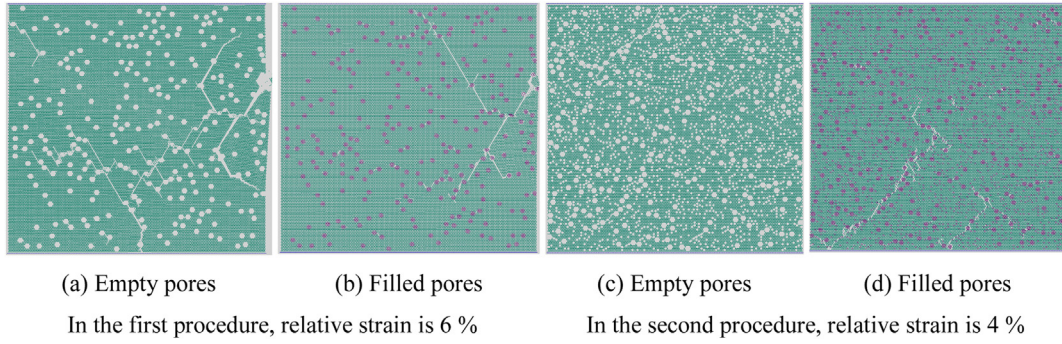 (a) Empty pores (b) Filled pores (c) Empty pores (d) Filled pores
In the first procedure, relative strain is 6 % In the second procedure, relative strain is 4 %